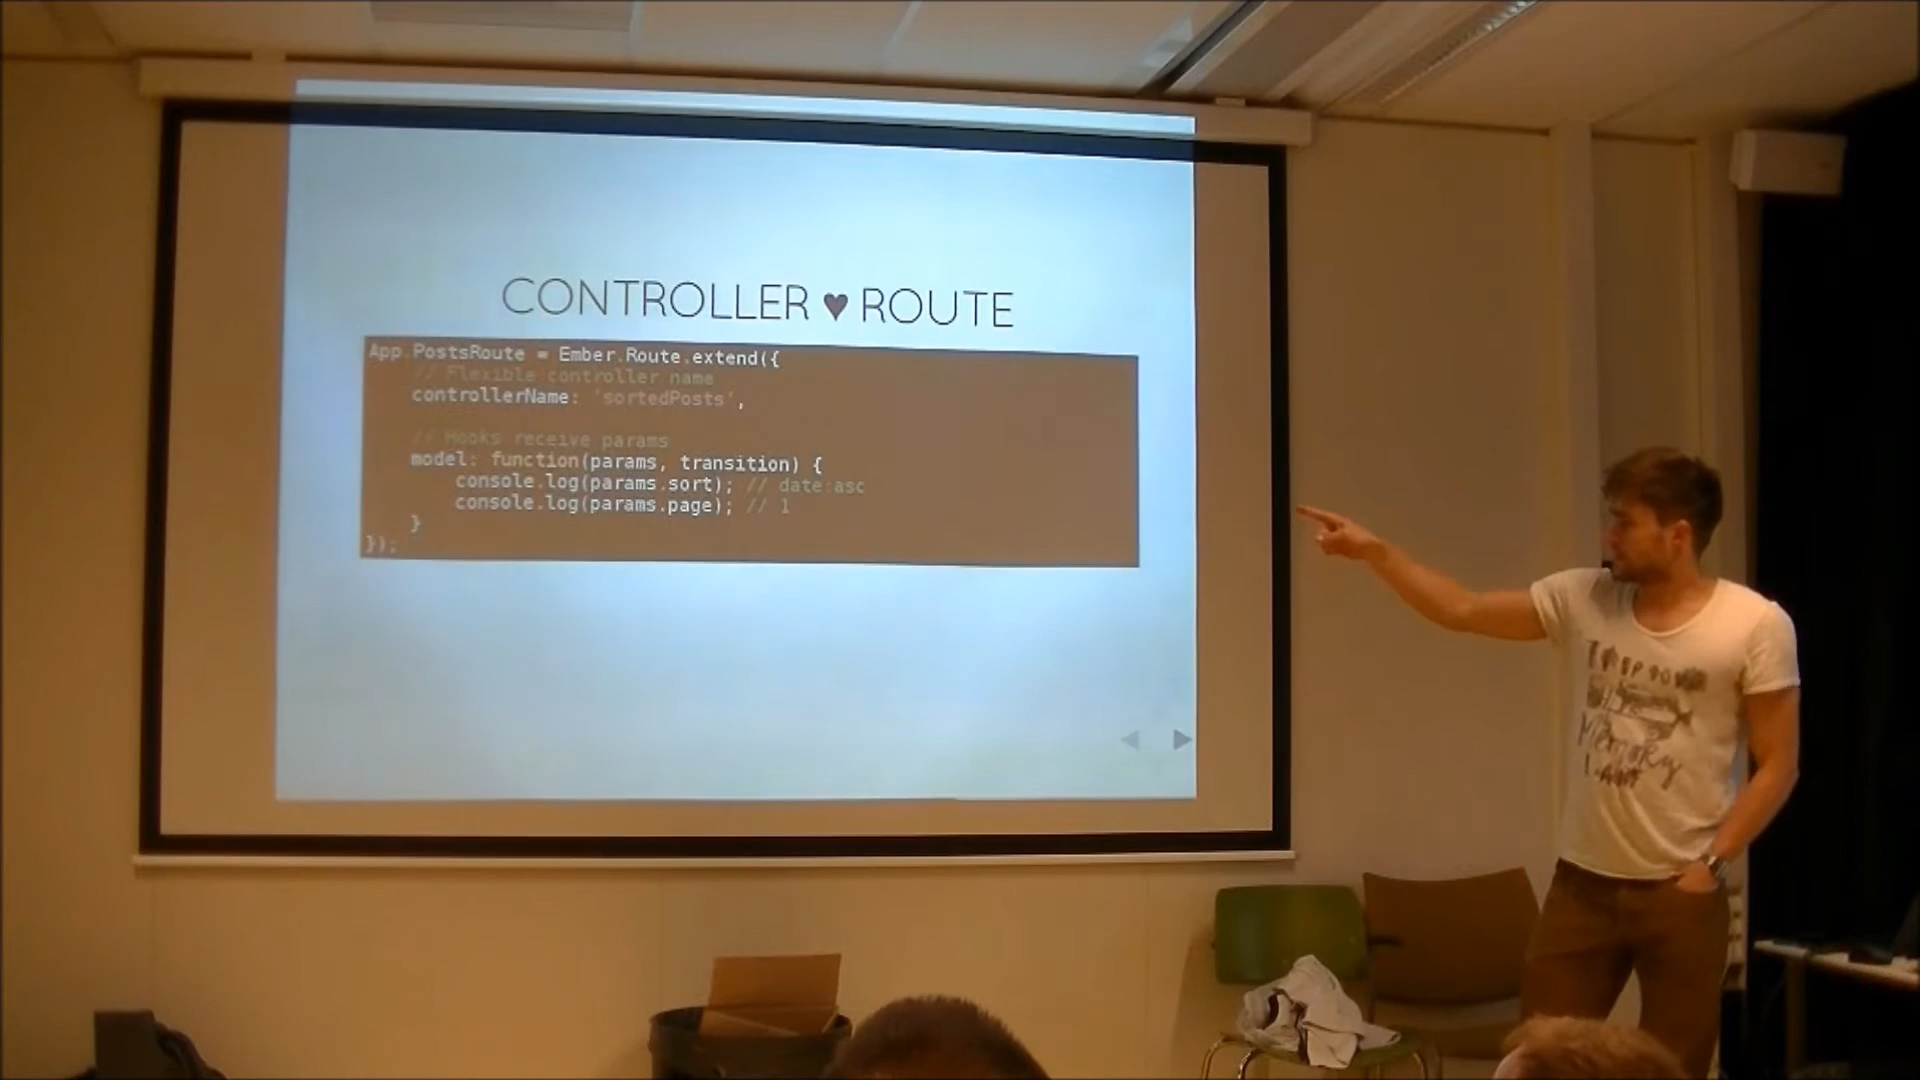 CONTROLLER ♥ ROUTE
App.PostsRoute = Ember.Route.extend({
// Flexible controller name
controllerName: 'sortedPosts',
// Hooks receive params
model: function(params, transition) {
console.log(params.sort); // date:asc
console.log(params.page); // 1
}
});
Memory